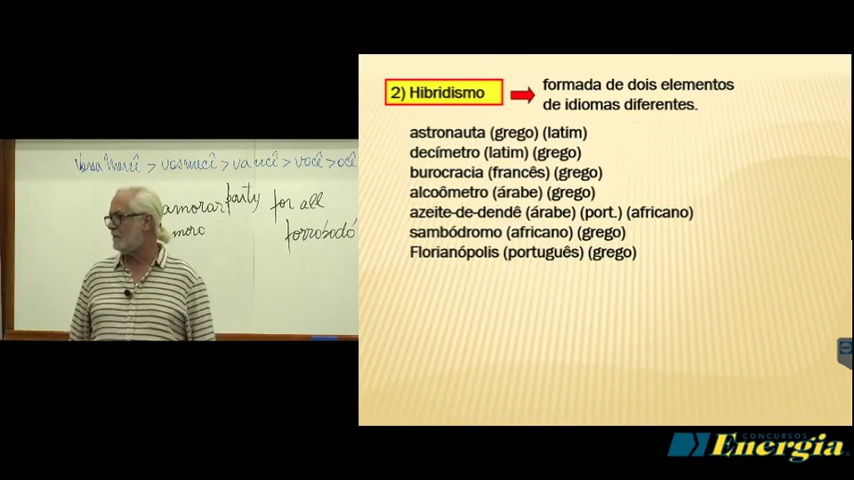 Vossa Mercê > vosmecê > vancê > você > ocê
amorar party for all
moro forrobodó
2) Hibridismo
formada de dois elementos
de idiomas diferentes.
astronauta (grego) (latim)
decímetro (latim) (grego)
burocracia (francês) (grego)
alcoômetro (árabe) (grego)
azeite-de-dendê (árabe) (port.) (africano)
sambódromo (africano) (grego)
Florianópolis (português) (grego)
CONCURSOS
Energia